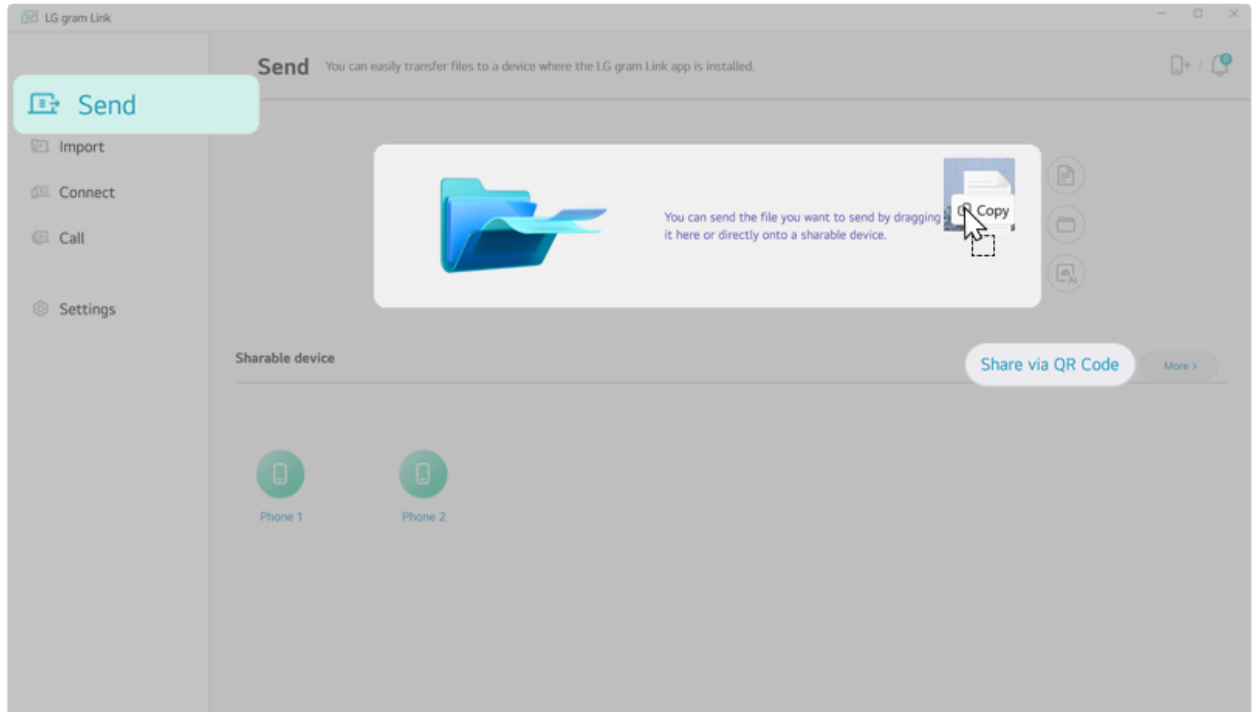 LG gram Link
Send You can easily transfer files to a device where the LG gram Link app is installed.
Send
Import
Connect
Call
Settings
You can send the file you want to send by dragging
it here or directly onto a sharable device.
Copy
AI
Sharable device
Share via QR Code
More >
Phone 1
Phone 2